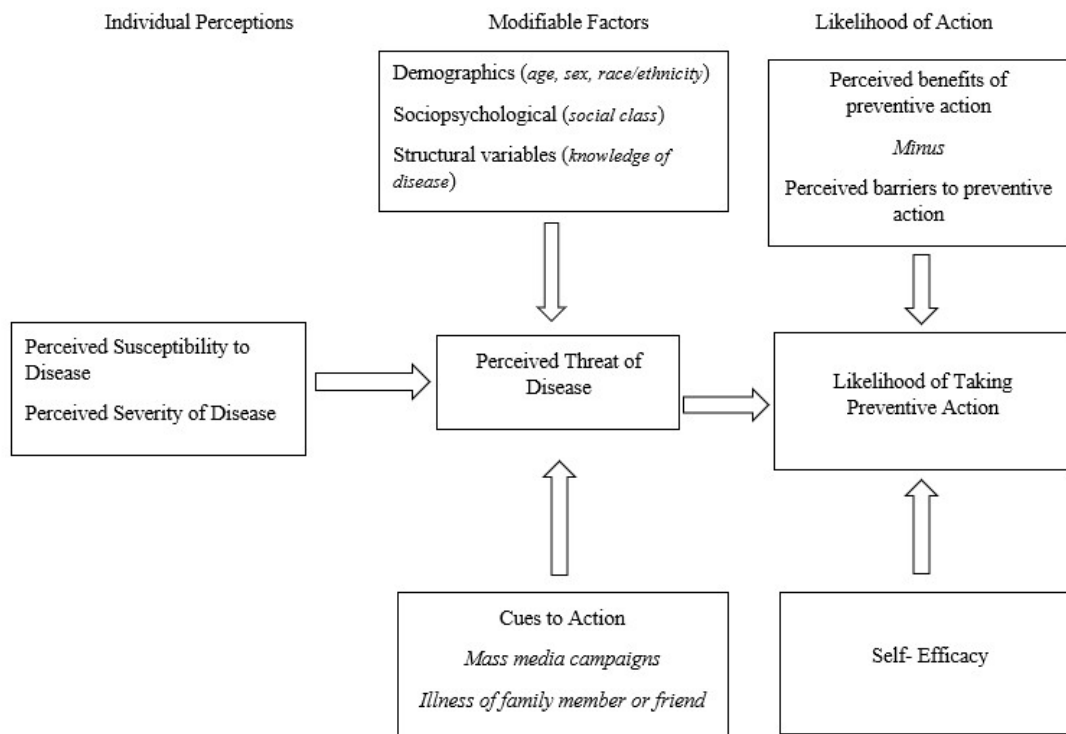 Individual Perceptions
Modifiable Factors
Likelihood of Action
Demographics (age, sex, race/ethnicity)
Sociopsychological (social class)
Structural variables (knowledge of
disease)
Perceived benefits of
preventive action
Minus
Perceived barriers to preventive
action
Perceived Susceptibility to
Disease
Perceived Severity of Disease
Perceived Threat of
Disease
Likelihood of Taking
Preventive Action
Cues to Action
Mass media campaigns
Illness of family member or friend
Self- Efficacy